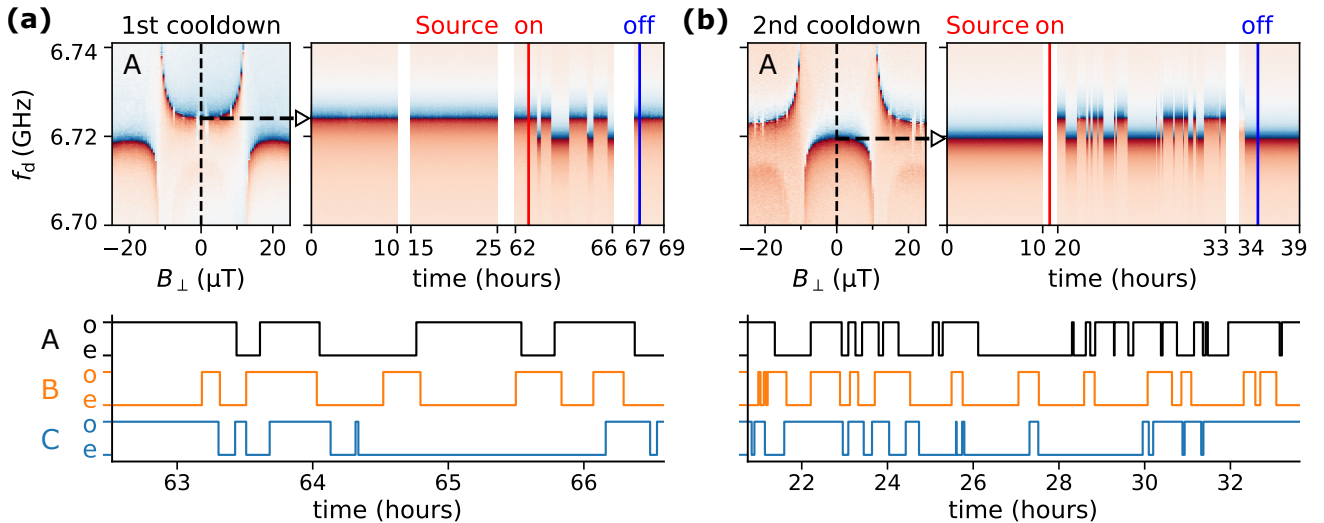 (a)
1st cooldown
Source on
off
A
f_d (GHz)
6.74
6.72
6.70
−20 0 20
B⊥ (μT)
0 10 15 25 62 66 67 69
time (hours)
A o e
B o e
C o e
63 64 65 66
time (hours)
(b)
2nd cooldown
Source on
off
A
−20 0 20
B⊥ (μT)
0 10 20 33 34 39
time (hours)
22 24 26 28 30 32
time (hours)